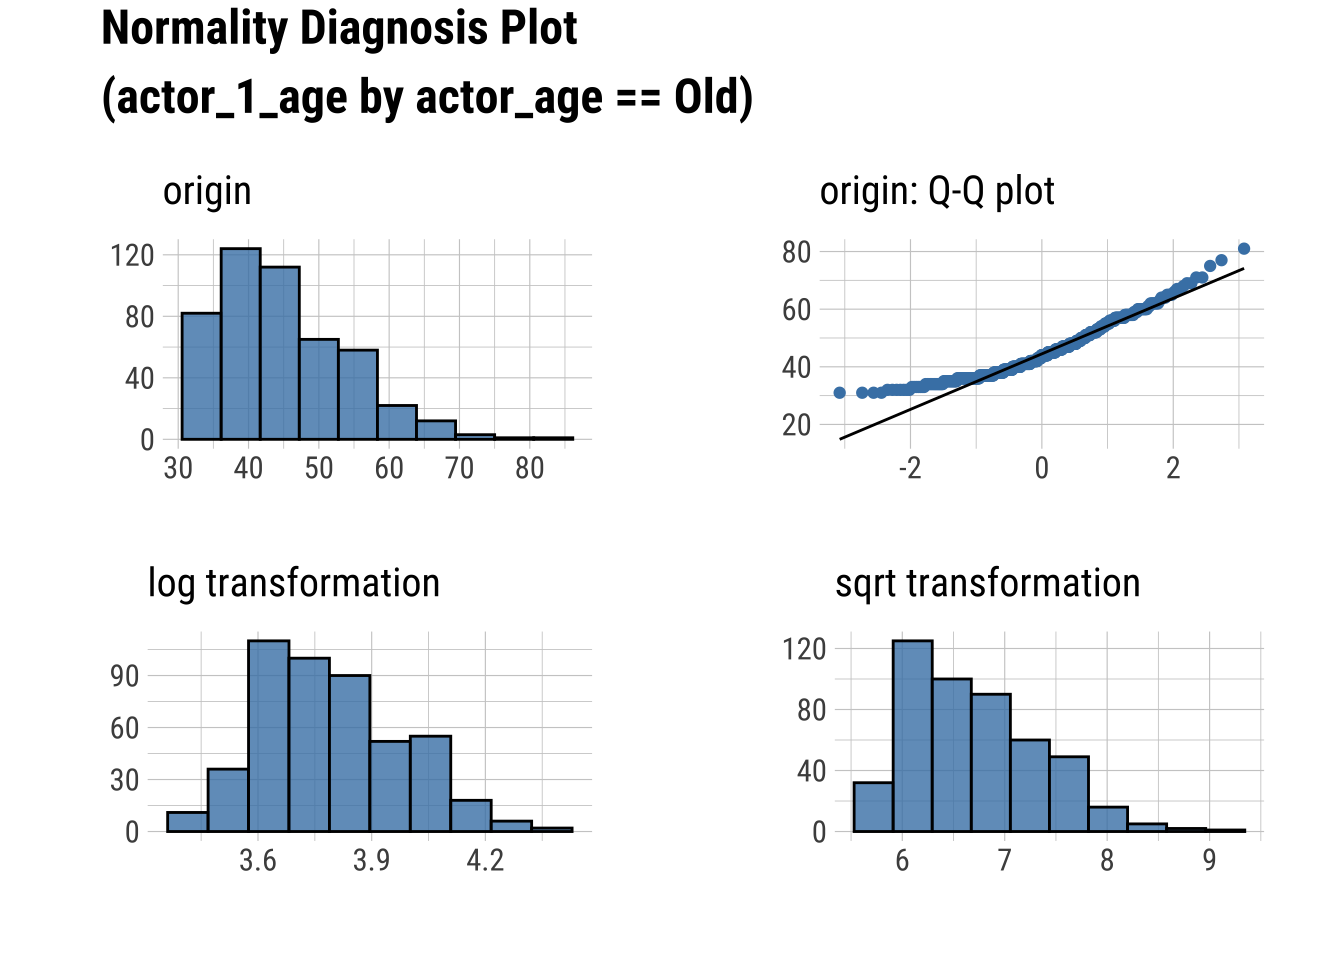 Normality Diagnosis Plot
(actor_1_age by actor_age == Old)
origin
120
80
40
0
30 40 50 60 70 80
origin: Q-Q plot
80
60
40
20
-2 0 2
log transformation
90
60
30
0
3.6 3.9 4.2
sqrt transformation
120
80
40
0
6 7 8 9